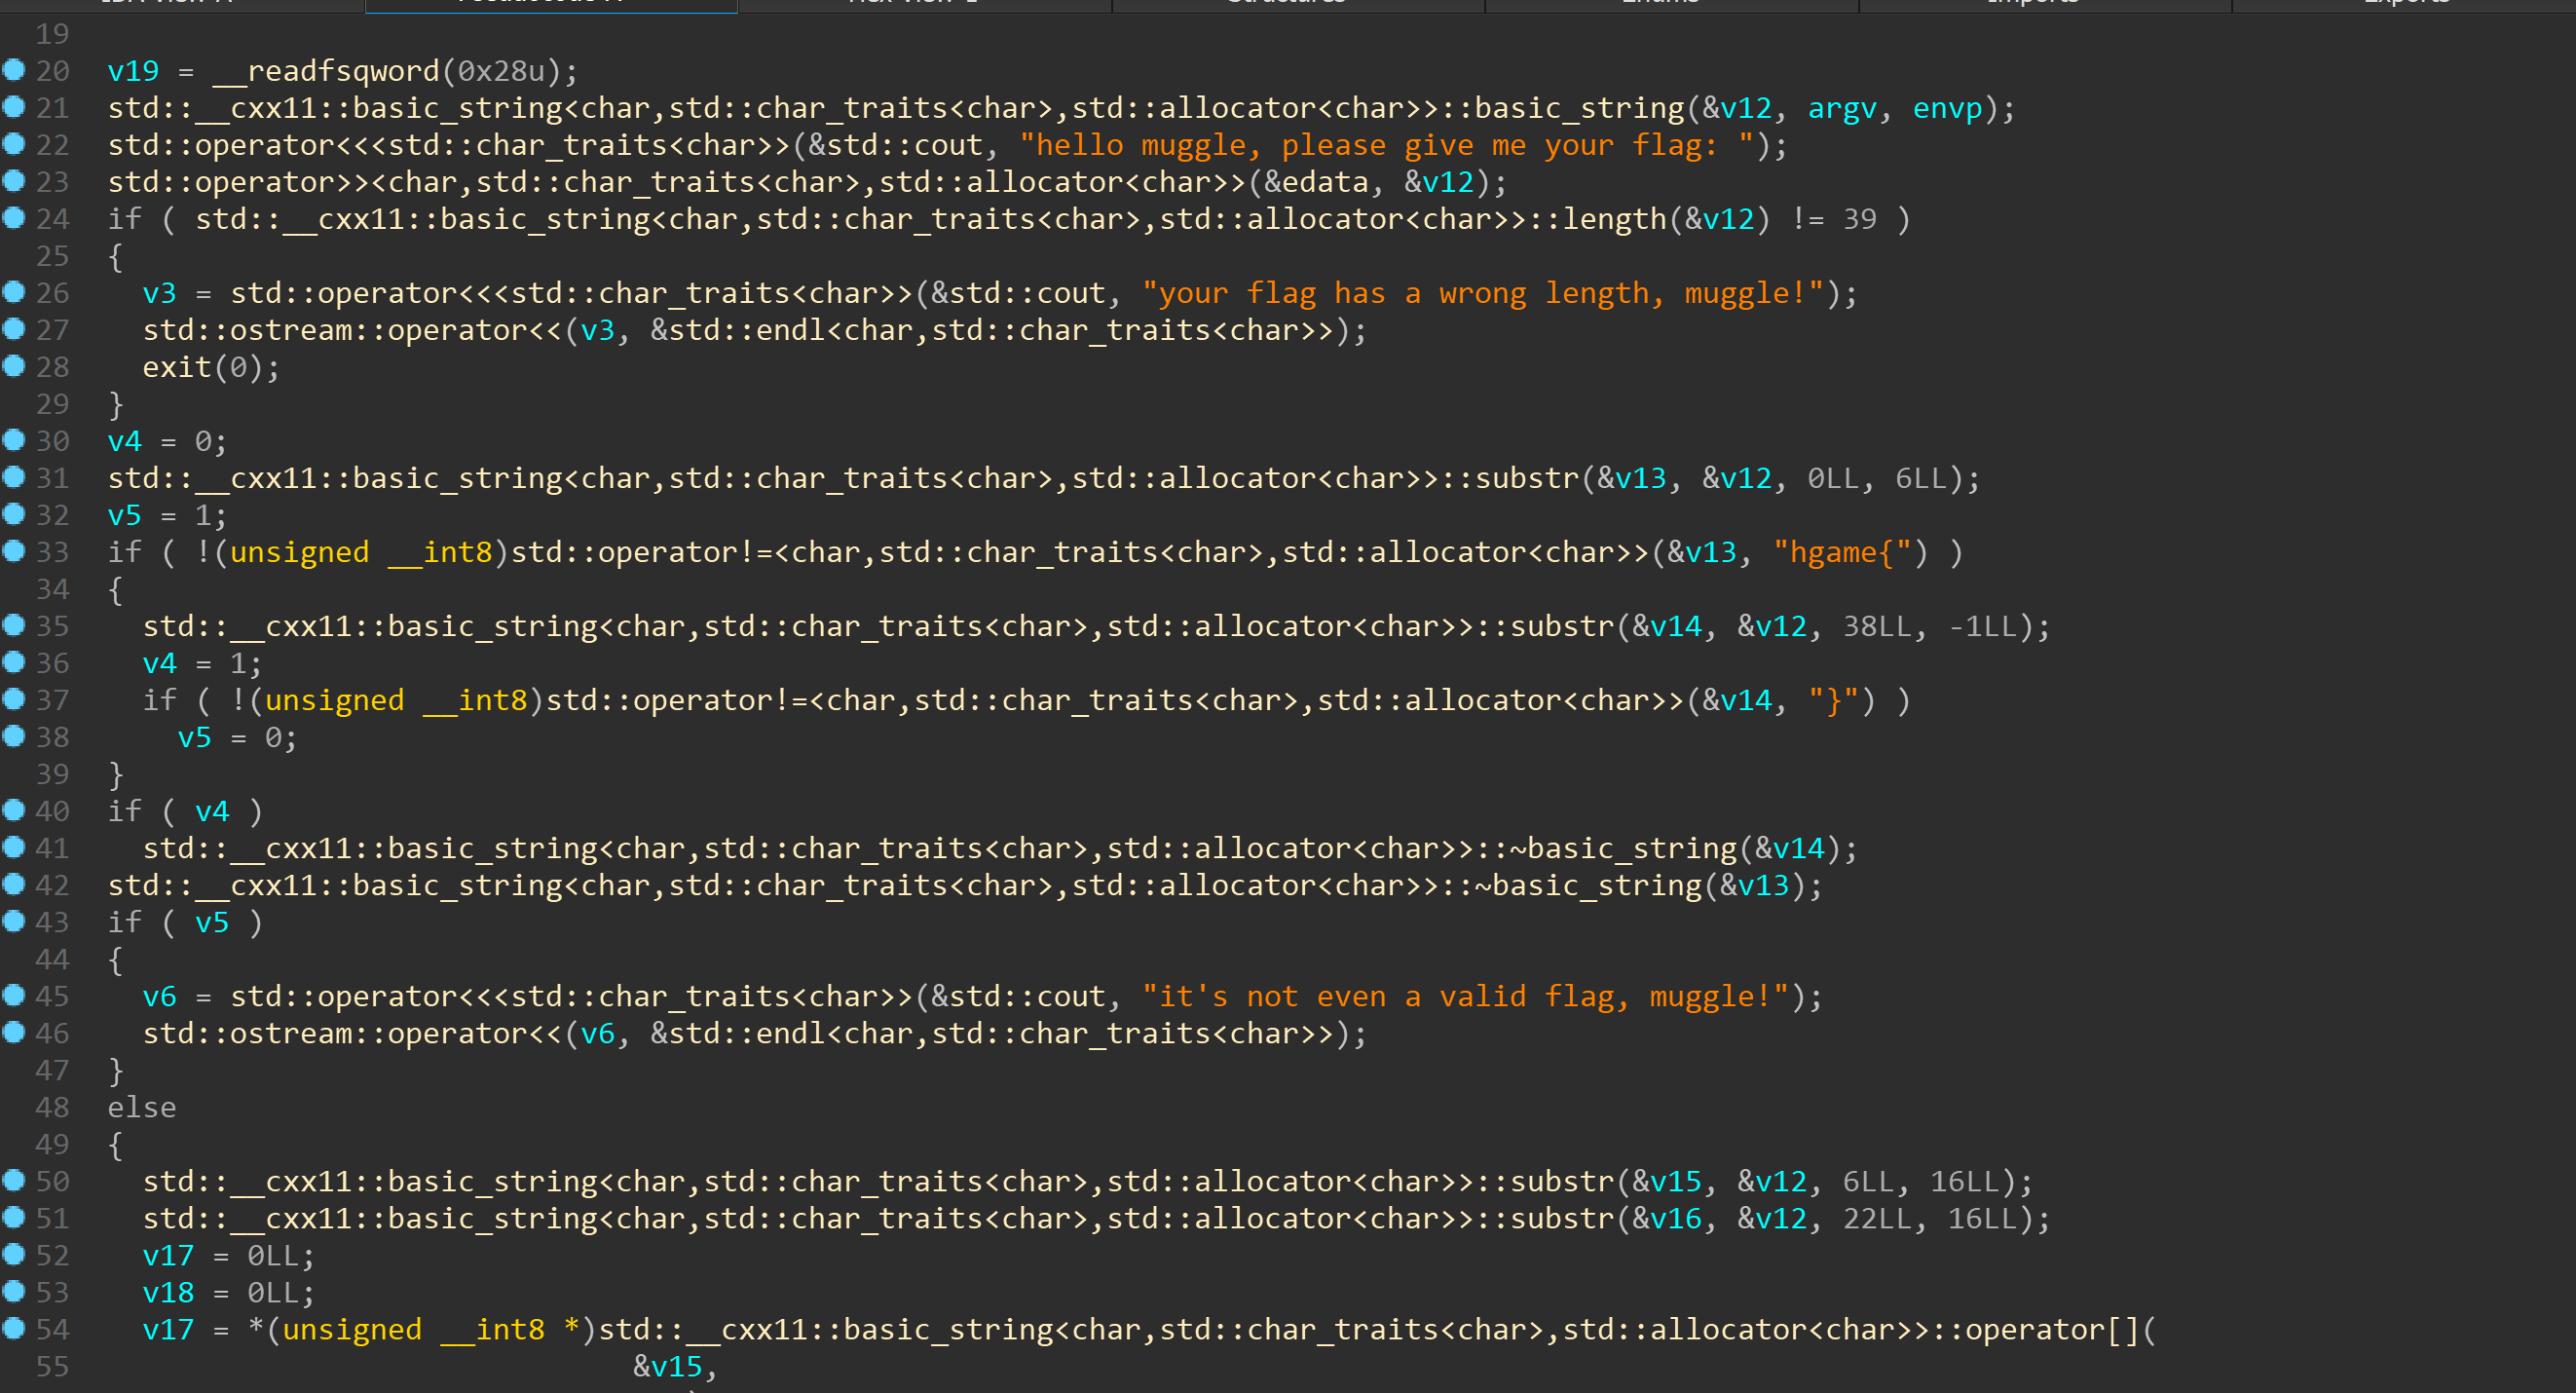 19
20 v19 = __readfsqword(0x28u);
21 std::__cxx11::basic_string<char,std::char_traits<char>,std::allocator<char>>::basic_string(&v12, argv, envp);
22 std::operator<<<std::char_traits<char>>(&std::cout, "hello muggle, please give me your flag: ");
23 std::operator>><char,std::char_traits<char>,std::allocator<char>>(&edata, &v12);
24 if ( std::__cxx11::basic_string<char,std::char_traits<char>,std::allocator<char>>::length(&v12) != 39 )
25 {
26 v3 = std::operator<<<std::char_traits<char>>(&std::cout, "your flag has a wrong length, muggle!");
27 std::ostream::operator<<(v3, &std::endl<char,std::char_traits<char>>);
28 exit(0);
29 }
30 v4 = 0;
31 std::__cxx11::basic_string<char,std::char_traits<char>,std::allocator<char>>::substr(&v13, &v12, 0LL, 6LL);
32 v5 = 1;
33 if ( !(unsigned __int8)std::operator!=<char,std::char_traits<char>,std::allocator<char>>(&v13, "hgame{") )
34 {
35 std::__cxx11::basic_string<char,std::char_traits<char>,std::allocator<char>>::substr(&v14, &v12, 38LL, -1LL);
36 v4 = 1;
37 if ( !(unsigned __int8)std::operator!=<char,std::char_traits<char>,std::allocator<char>>(&v14, "}") )
38 v5 = 0;
39 }
40 if ( v4 )
41 std::__cxx11::basic_string<char,std::char_traits<char>,std::allocator<char>>::~basic_string(&v14);
42 std::__cxx11::basic_string<char,std::char_traits<char>,std::allocator<char>>::~basic_string(&v13);
43 if ( v5 )
44 {
45 v6 = std::operator<<<std::char_traits<char>>(&std::cout, "it's not even a valid flag, muggle!");
46 std::ostream::operator<<(v6, &std::endl<char,std::char_traits<char>>);
47 }
48 else
49 {
50 std::__cxx11::basic_string<char,std::char_traits<char>,std::allocator<char>>::substr(&v15, &v12, 6LL, 16LL);
51 std::__cxx11::basic_string<char,std::char_traits<char>,std::allocator<char>>::substr(&v16, &v12, 22LL, 16LL);
52 v17 = 0LL;
53 v18 = 0LL;
54 v17 = *(unsigned __int8 *)std::__cxx11::basic_string<char,std::char_traits<char>,std::allocator<char>>::operator[](
55 &v15,